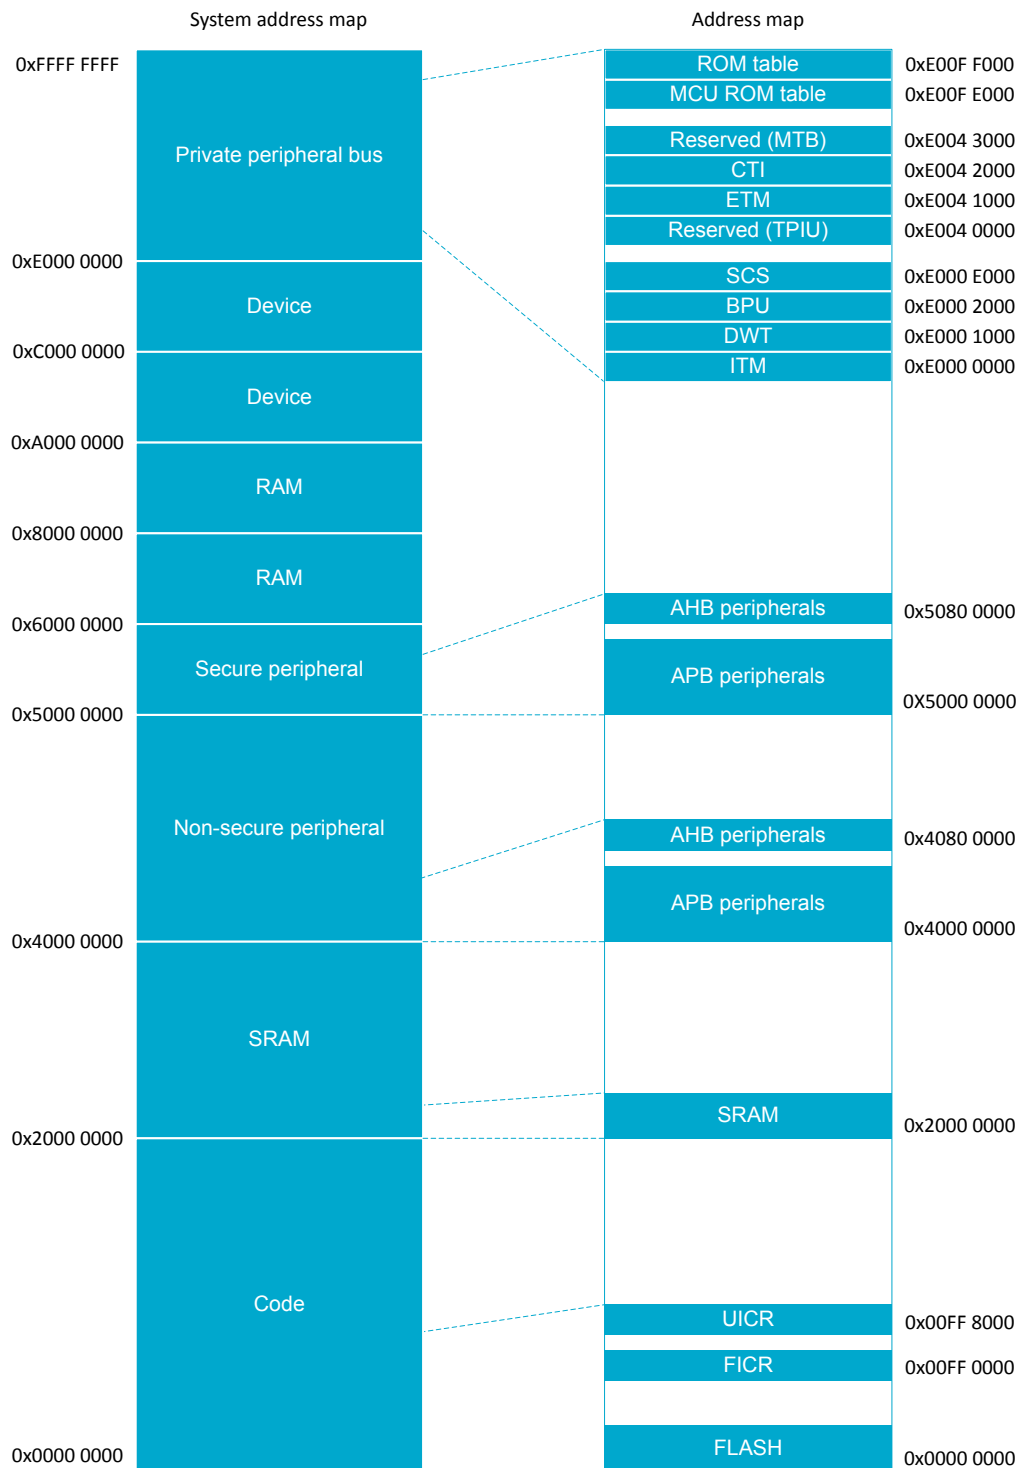 System address map
Address map
0xFFFF FFFF
Private peripheral bus
0xE000 0000
Device
0xC000 0000
Device
0xA000 0000
RAM
0x8000 0000
RAM
0x6000 0000
Secure peripheral
0x5000 0000
Non-secure peripheral
0x4000 0000
SRAM
0x2000 0000
Code
0x0000 0000
ROM table 0xE00F F000
MCU ROM table 0xE00F E000
Reserved (MTB) 0xE004 3000
CTI 0xE004 2000
ETM 0xE004 1000
Reserved (TPIU) 0xE004 0000
SCS 0xE000 E000
BPU 0xE000 2000
DWT 0xE000 1000
ITM 0xE000 0000
AHB peripherals 0x5080 0000
APB peripherals 0X5000 0000
AHB peripherals 0x4080 0000
APB peripherals 0x4000 0000
SRAM 0x2000 0000
UICR 0x00FF 8000
FICR 0x00FF 0000
FLASH 0x0000 0000